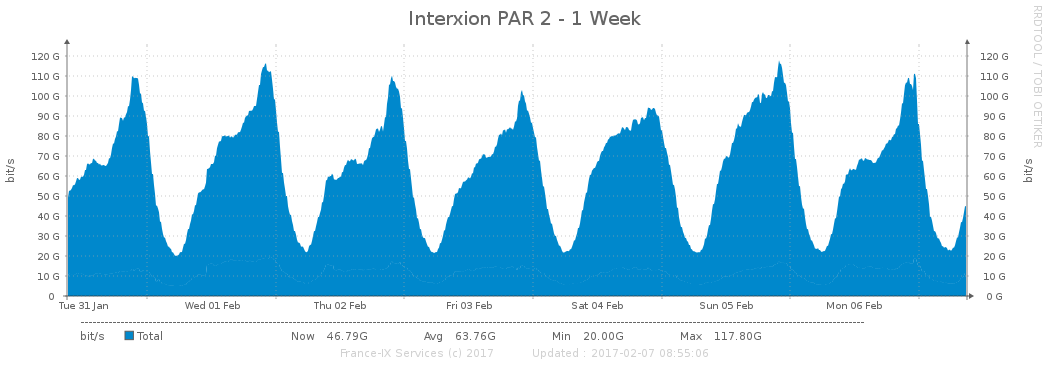 Interxion PAR 2 - 1 Week
RRDTOOL / TOBI OETIKER
120 G 120 G
110 G 110 G
100 G 100 G
90 G 90 G
80 G 80 G
70 G 70 G
60 G 60 G
50 G 50 G
40 G 40 G
30 G 30 G
20 G 20 G
10 G 10 G
0 0 G
bit/s
bit/s
Tue 31 Jan Wed 01 Feb Thu 02 Feb Fri 03 Feb Sat 04 Feb Sun 05 Feb Mon 06 Feb
bit/s Total Now 46.79G Avg 63.76G Min 20.00G Max 117.80G
France-IX Services (c) 2017 Updated : 2017-02-07 08:55:06